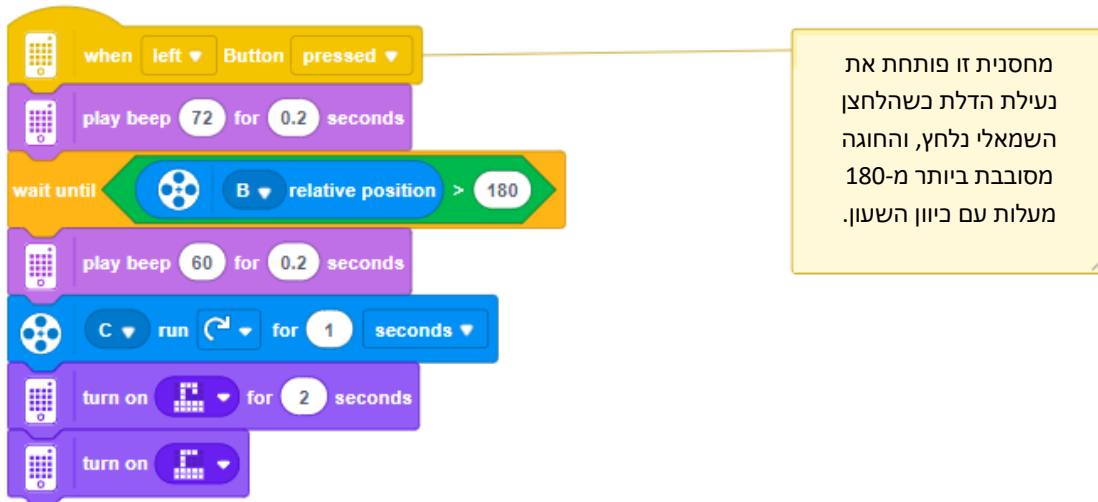 when left Button pressed
play beep 72 for 0.2 seconds
wait until B relative position > 180
play beep 60 for 0.2 seconds
C run for 1 seconds
turn on for 2 seconds
turn on
מחסנית זו פותחת את
נעילת הדלת כשהלחצן
השמאלי נלחץ, והחוגה
מסובבת ביותר מ-180
מעלות עם כיוון השעון.